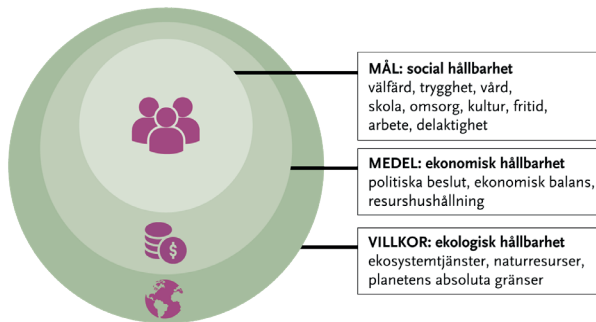 MÅL: social hållbarhet
välfärd, trygghet, vård,
skola, omsorg, kultur, fritid,
arbete, delaktighet
MEDEL: ekonomisk hållbarhet
politiska beslut, ekonomisk balans,
resurshushållning
VILLKOR: ekologisk hållbarhet
ekosystemtjänster, naturresurser,
planetens absoluta gränser
$